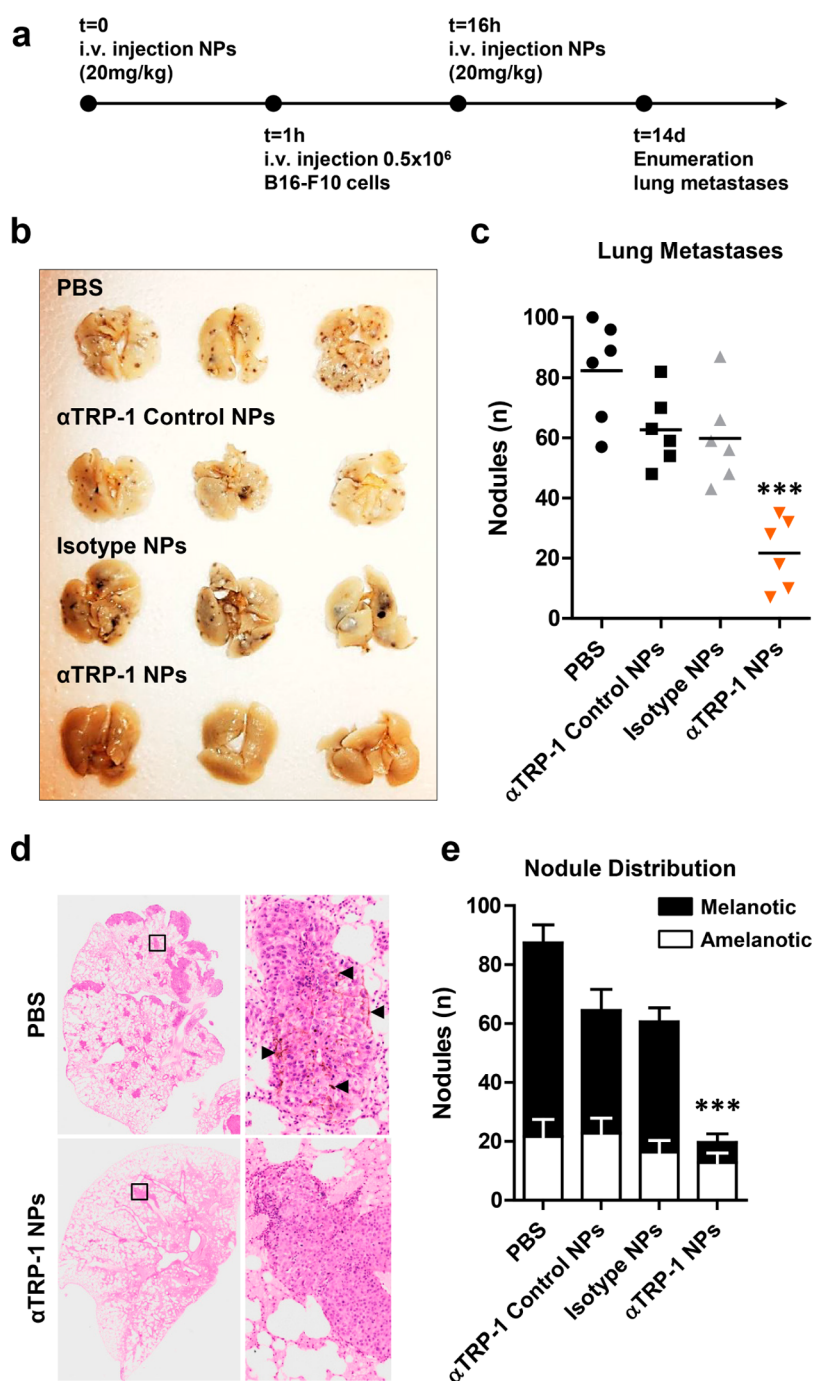 a
t=0
i.v. injection NPs
(20mg/kg)
t=16h
i.v. injection NPs
(20mg/kg)
t=1h
i.v. injection 0.5x10⁶
B16-F10 cells
t=14d
Enumeration
lung metastases
b
PBS
αTRP-1 Control NPs
Isotype NPs
αTRP-1 NPs
c
Lung Metastases
Nodules (n)
100
80
60
40
20
0
***
PBS
αTRP-1 Control NPs
Isotype NPs
αTRP-1 NPs
d
PBS
αTRP-1 NPs
e
Nodule Distribution
Melanotic
Amelanotic
Nodules (n)
100
80
60
40
20
0
***
PBS
αTRP-1 Control NPs
Isotype NPs
αTRP-1 NPs